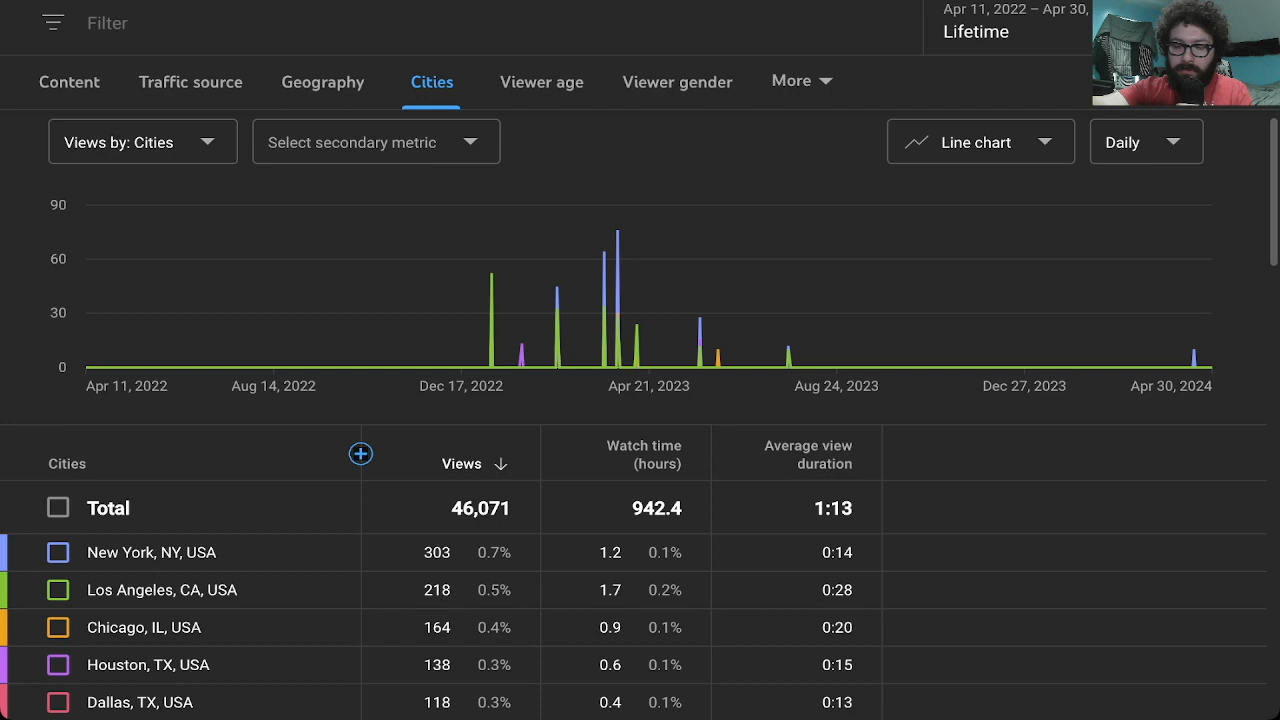 Filter
Apr 11, 2022 – Apr 30,
Lifetime
Content Traffic source Geography Cities Viewer age Viewer gender More
Views by: Cities Select secondary metric Line chart Daily
90
60
30
0
Apr 11, 2022 Aug 14, 2022 Dec 17, 2022 Apr 21, 2023 Aug 24, 2023 Dec 27, 2023 Apr 30, 2024
Cities Views Watch time (hours) Average view duration
Total 46,071 942.4 1:13
New York, NY, USA 303 0.7% 1.2 0.1% 0:14
Los Angeles, CA, USA 218 0.5% 1.7 0.2% 0:28
Chicago, IL, USA 164 0.4% 0.9 0.1% 0:20
Houston, TX, USA 138 0.3% 0.6 0.1% 0:15
Dallas, TX, USA 118 0.3% 0.4 0.1% 0:13